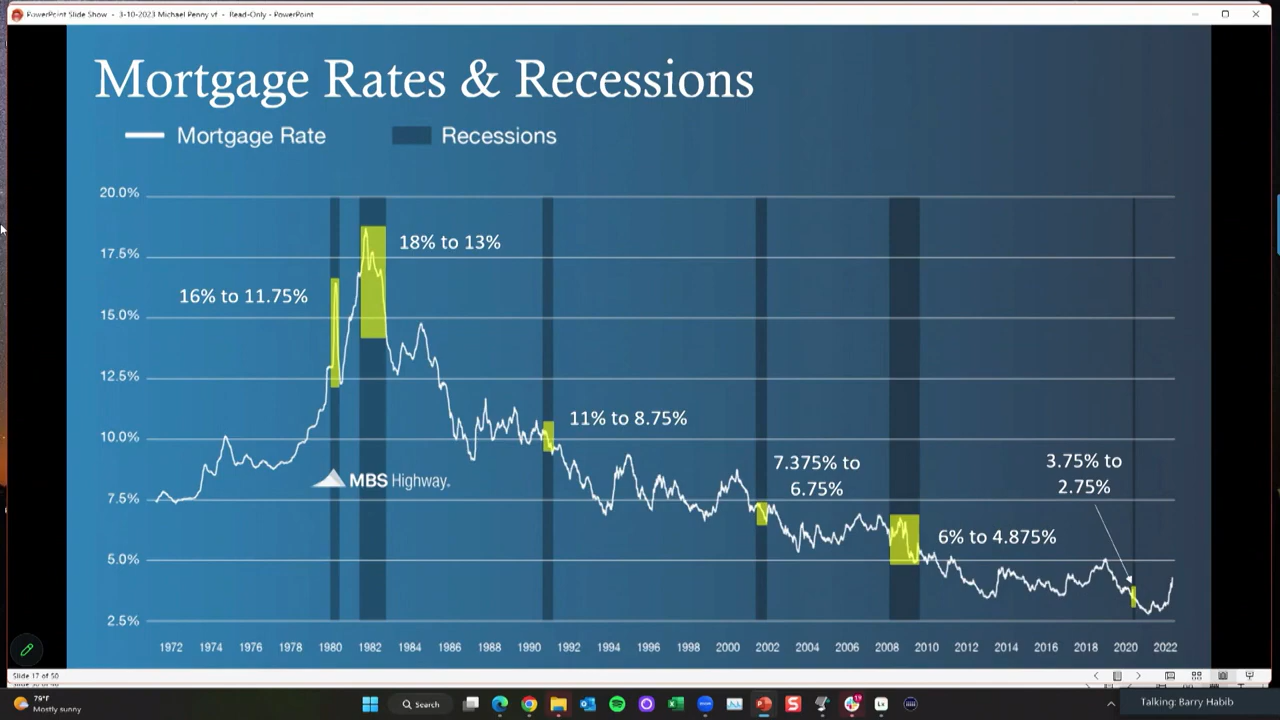 PowerPoint Slide Show - 3-10-2023 Michael Penny vf - Read-Only - PowerPoint
Mortgage Rates & Recessions
Mortgage Rate
Recessions
20.0%
17.5%
15.0%
12.5%
10.0%
7.5%
5.0%
2.5%
16% to 11.75%
18% to 13%
11% to 8.75%
7.375% to
6.75%
6% to 4.875%
3.75% to
2.75%
MBS Highway
1972 1974 1976 1978 1980 1982 1984 1986 1988 1990 1992 1994 1996 1998 2000 2002 2004 2006 2008 2010 2012 2014 2016 2018 2020 2022
Slide 17 of 50
79°F
Mostly sunny
Search
19
Talking: Barry Habib